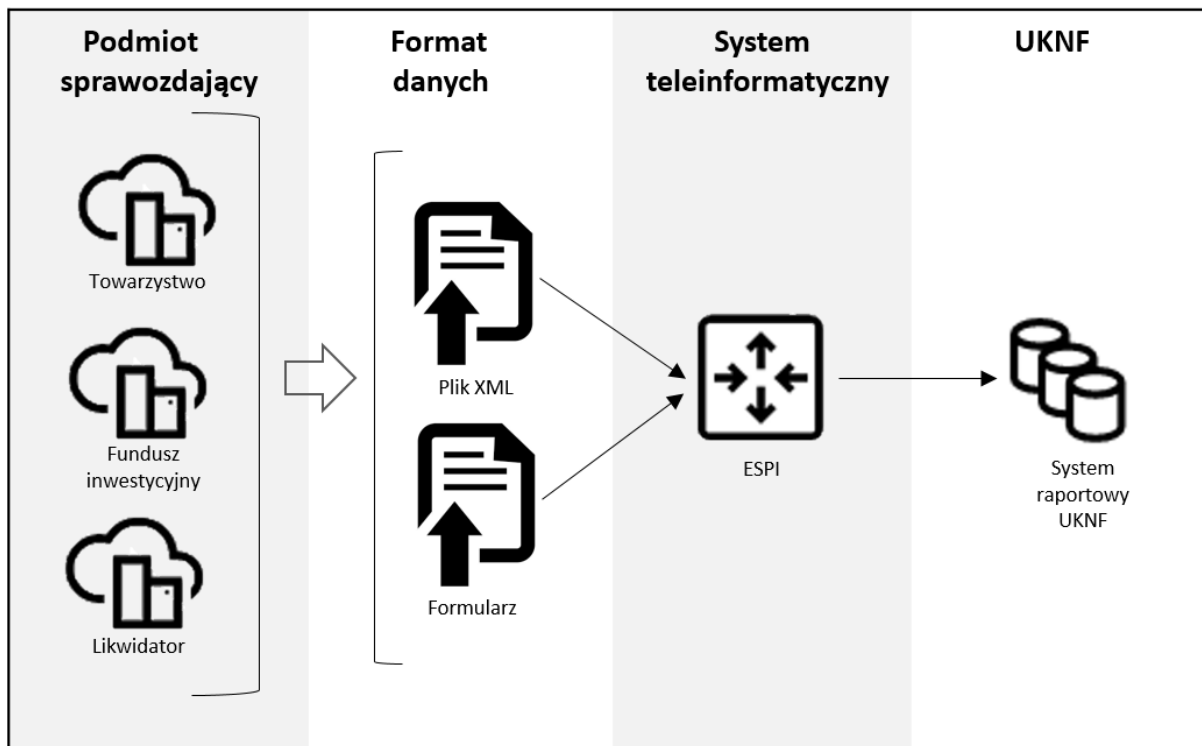 Podmiot
sprawozdający
Format
danych
System
teleinformatyczny
UKNF
Towarzystwo
Fundusz
inwestycyjny
Likwidator
Plik XML
Formularz
ESPI
System
raportowy
UKNF